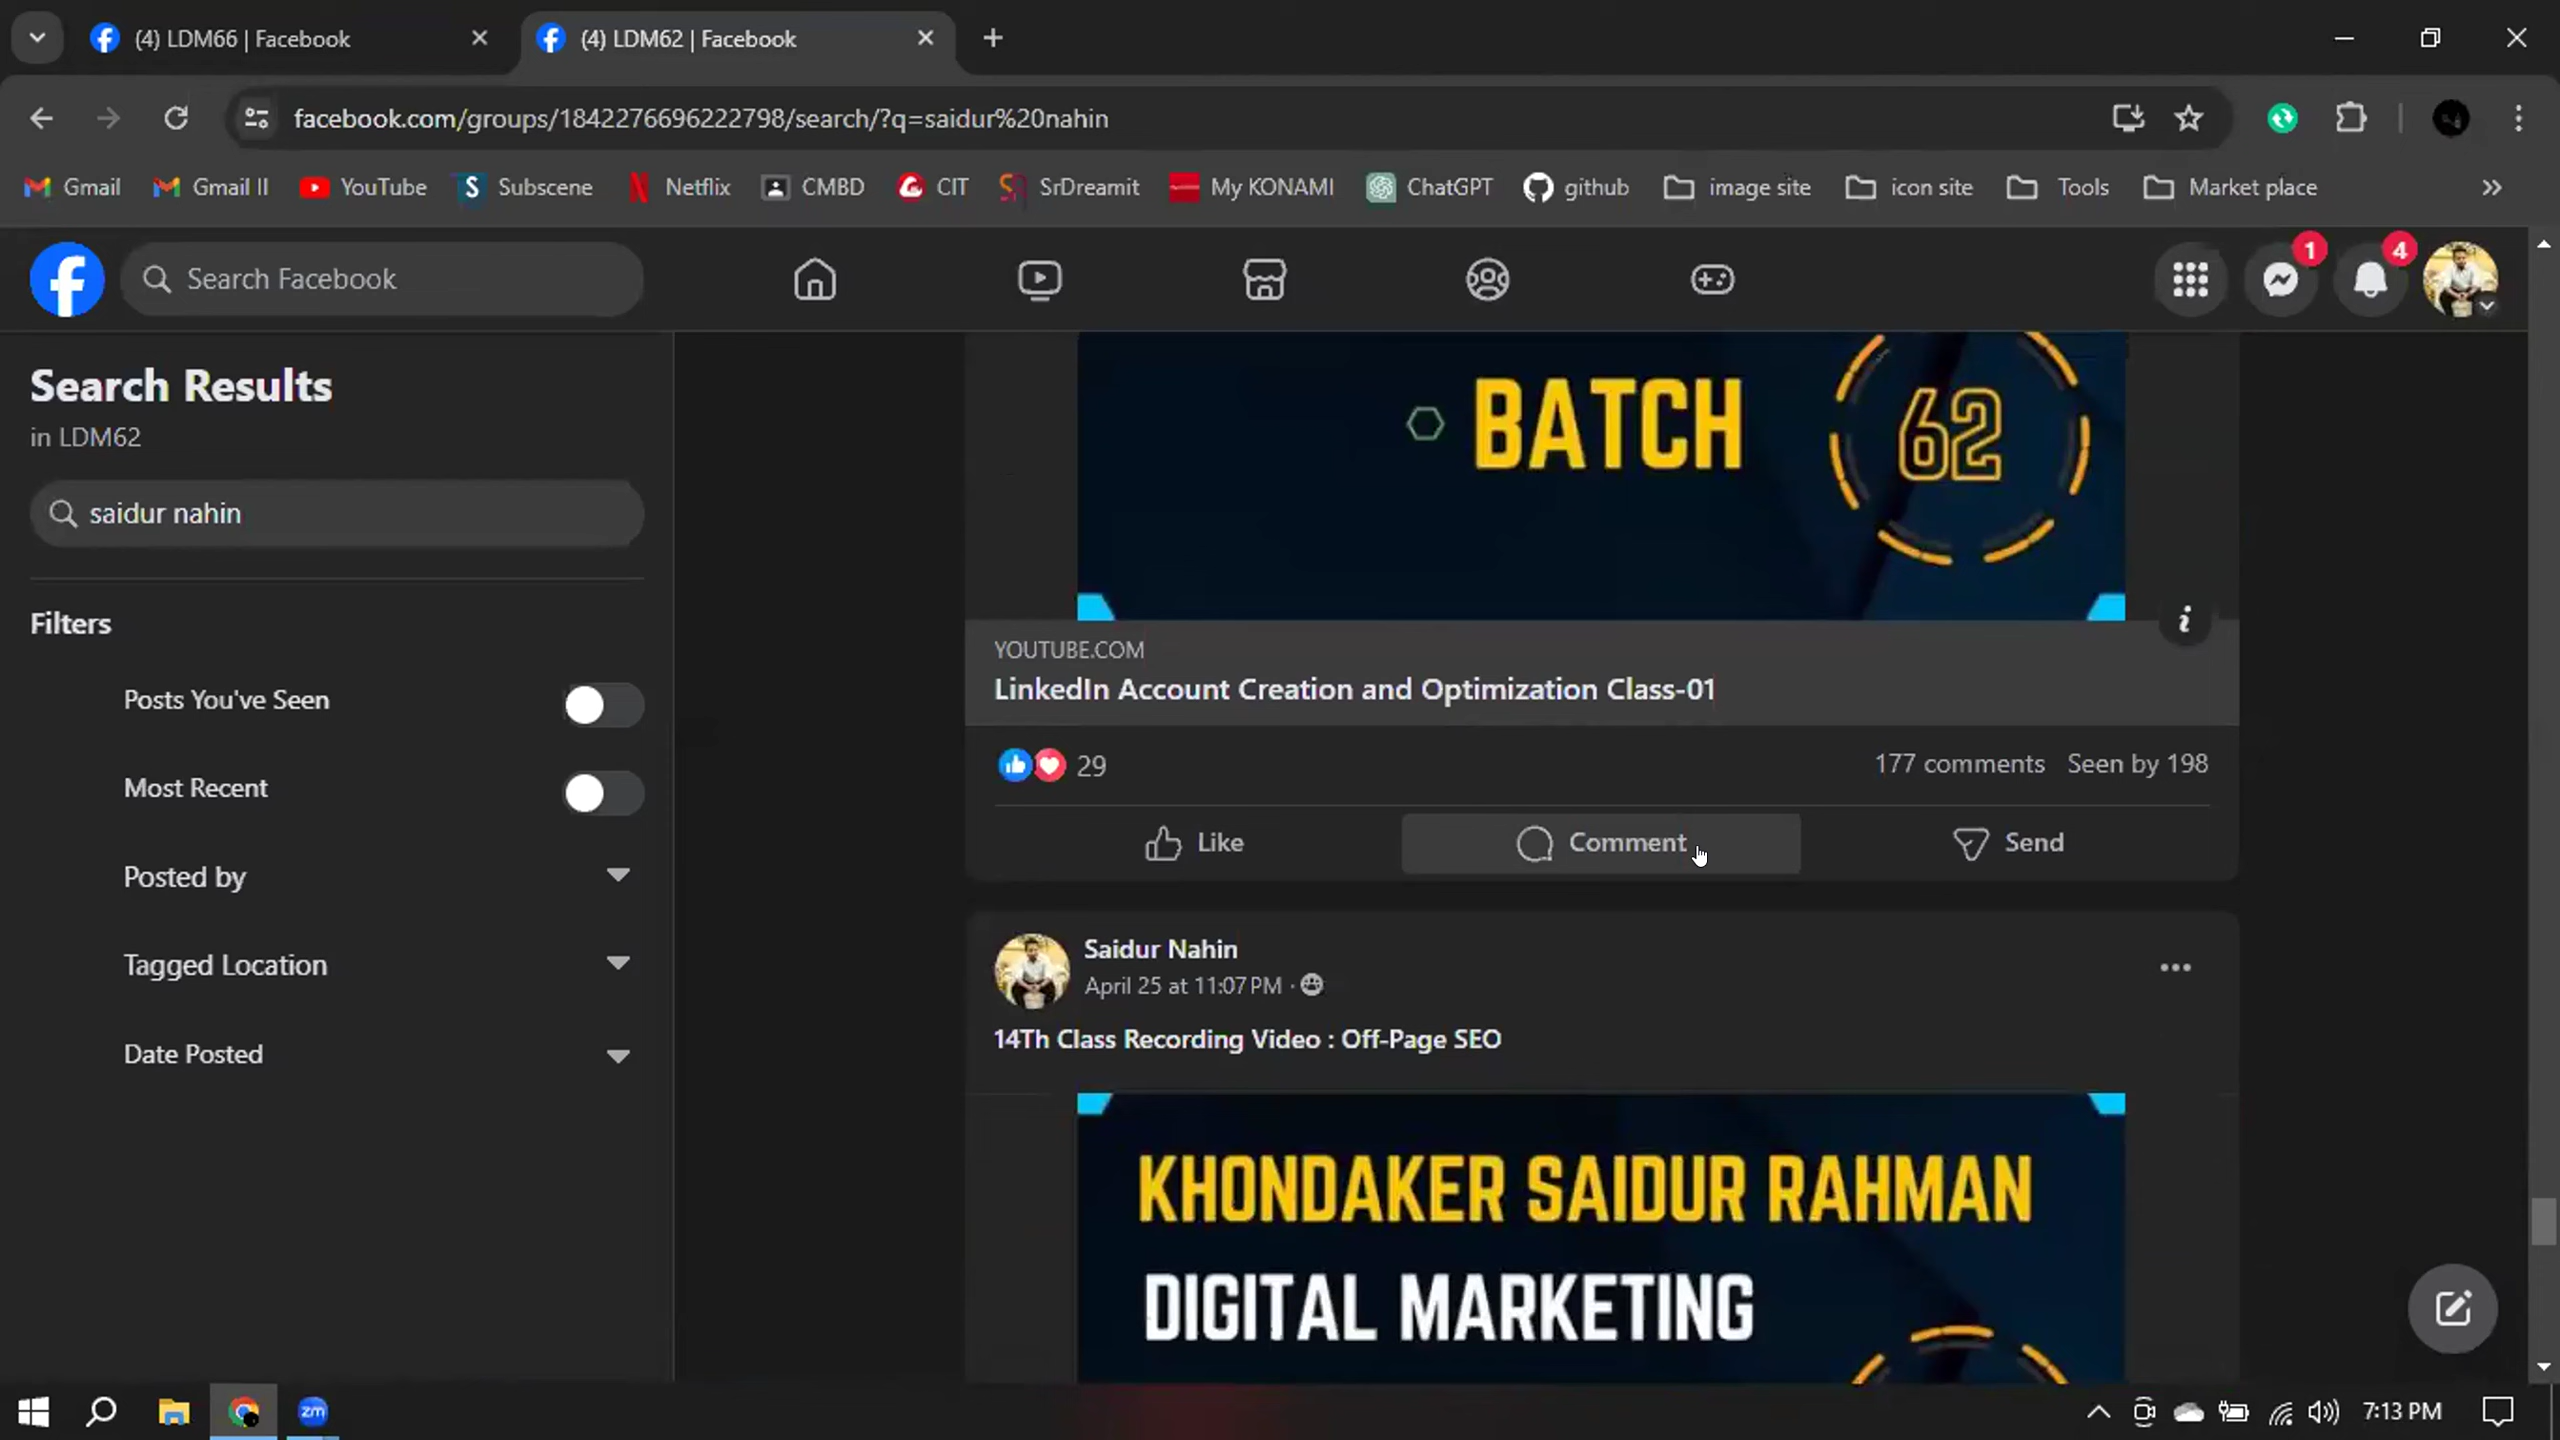 (4) LDM66 | Facebook
(4) LDM62 | Facebook
facebook.com/groups/1842276696222798/search/?q=saidur%20nahin
Gmail
Gmail II
YouTube
Subscene
Netflix
CMBD
CIT
SrDreamit
My KONAMI
ChatGPT
github
image site
icon site
Tools
Market place
Search Facebook
1
4
Search Results
in LDM62
saidur nahin
Filters
Posts You've Seen
Most Recent
Posted by
Tagged Location
Date Posted
BATCH
62
YOUTUBE.COM
LinkedIn Account Creation and Optimization Class-01
29
177 comments Seen by 198
Like
Comment
Send
Saidur Nahin
April 25 at 11:07 PM ·
14Th Class Recording Video : Off-Page SEO
KHONDAKER SAIDUR RAHMAN
DIGITAL MARKETING
zm
7:13 PM